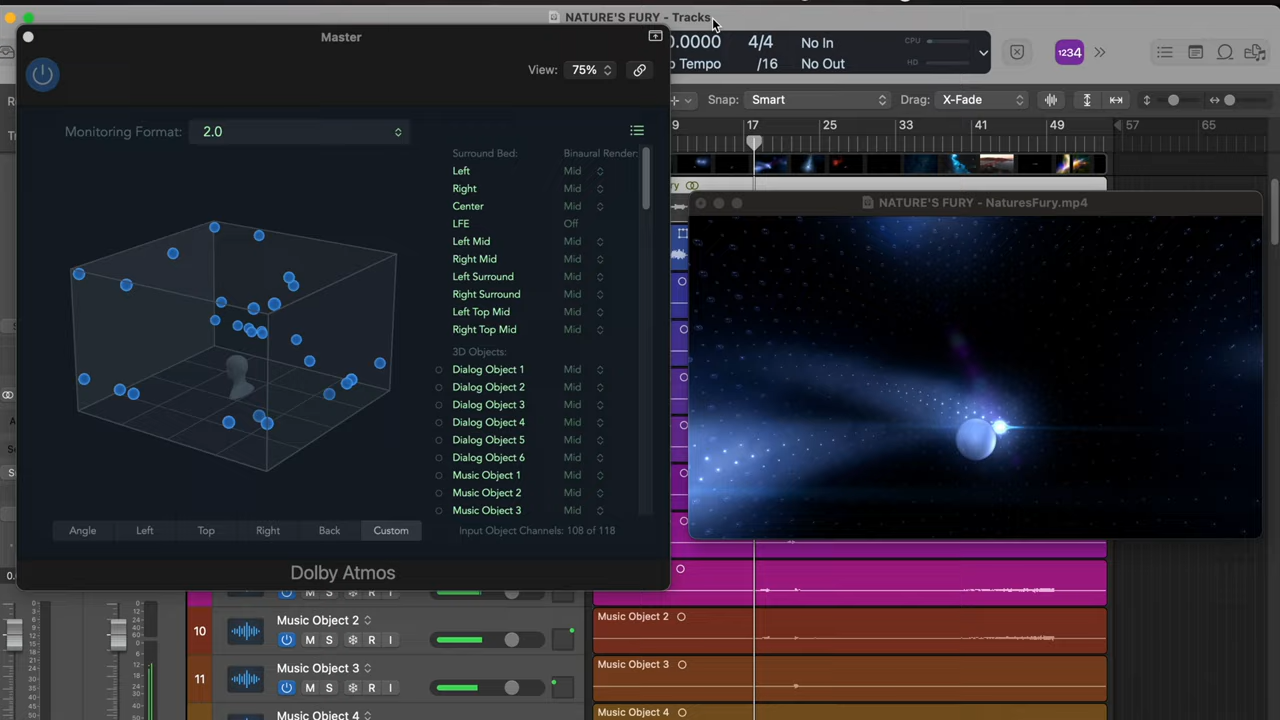 NATURE'S FURY - Tracks
Master
View: 75%
0.0000 4/4 No In
Tempo /16 No Out
CPU
HD
1234
Monitoring Format: 2.0
Snap: Smart
Drag: X-Fade
9 17 25 33 41 49 57 65
Surround Bed: Binaural Render:
Left Mid
Right Mid
Center Mid
LFE Off
Left Mid Mid
Right Mid Mid
Left Surround Mid
Right Surround Mid
Left Top Mid Mid
Right Top Mid Mid
3D Objects:
Dialog Object 1 Mid
Dialog Object 2 Mid
Dialog Object 3 Mid
Dialog Object 4 Mid
Dialog Object 5 Mid
Dialog Object 6 Mid
Music Object 1 Mid
Music Object 2 Mid
Music Object 3 Mid
Angle Left Top Right Back Custom
Input Object Channels: 108 of 118
Dolby Atmos
NATURE'S FURY - NaturesFury.mp4
M S R I
10 Music Object 2
M S R I
Music Object 2
11 Music Object 3
M S R I
Music Object 3
Music Object 4
Music Object 4